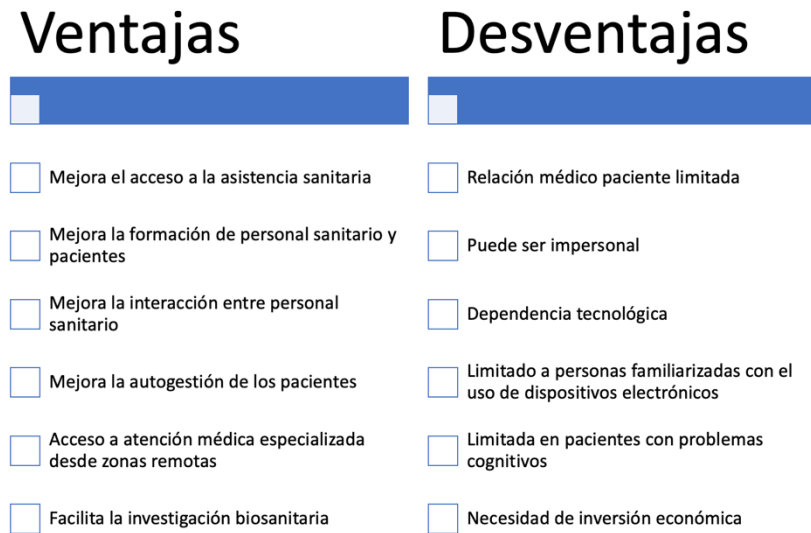 Ventajas
Mejora el acceso a la asistencia sanitaria
Mejora la formación de personal sanitario y
pacientes
Mejora la interacción entre personal
sanitario
Mejora la autogestión de los pacientes
Acceso a atención médica especializada
desde zonas remotas
Facilita la investigación biosanitaria
Desventajas
Relación médico paciente limitada
Puede ser impersonal
Dependencia tecnológica
Limitado a personas familiarizadas con el
uso de dispositivos electrónicos
Limitada en pacientes con problemas
cognitivos
Necesidad de inversión económica